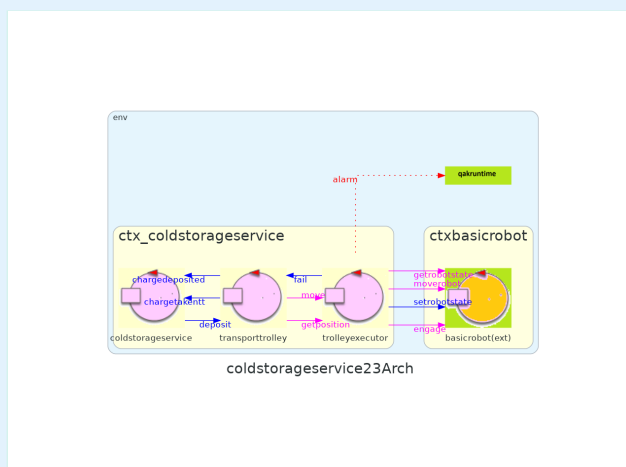 env
qakruntime
alarm
ctx_coldstorageservice
ctxbasicrobot
chargedeposited
fail
getrobotstate
moverobot
move
chargetakentt
setrobotstate
deposit
getposition
engage
coldstorageservice
transporttrolley
trolleyexecutor
basicrobot(ext)
coldstorageservice23Arch